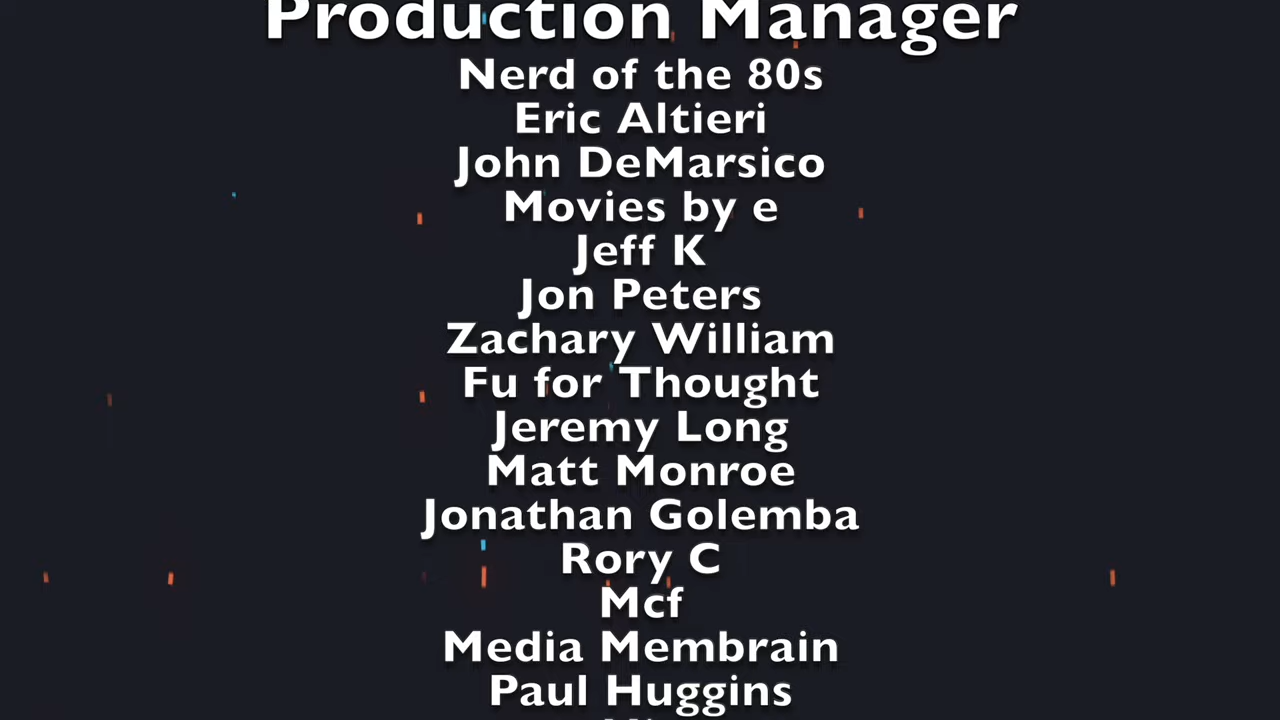 Production Manager
Nerd of the 80s
Eric Altieri
John DeMarsico
Movies by e
Jeff K
Jon Peters
Zachary William
Fu for Thought
Jeremy Long
Matt Monroe
Jonathan Golemba
Rory C
Mcf
Media Membrain
Paul Huggins